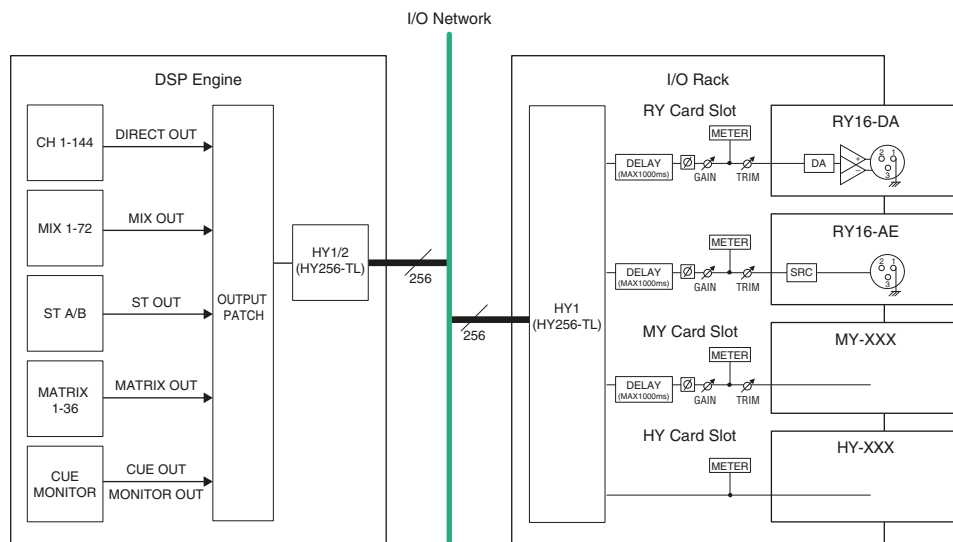 I/O Network
DSP Engine
CH 1-144
DIRECT OUT
MIX 1-72
MIX OUT
ST A/B
ST OUT
MATRIX
1-36
MATRIX OUT
CUE
MONITOR
CUE OUT
MONITOR OUT
OUTPUT
PATCH
HY1/2
(HY256-TL)
256
256
I/O Rack
HY1
(HY256-TL)
RY Card Slot
METER
DELAY
(MAX1000ms)
Ø
GAIN
TRIM
RY16-DA
DA
+
−
2
1
3
METER
DELAY
(MAX1000ms)
Ø
GAIN
TRIM
RY16-AE
SRC
2
1
3
MY Card Slot
METER
DELAY
(MAX1000ms)
Ø
GAIN
TRIM
MY-XXX
HY Card Slot
METER
HY-XXX